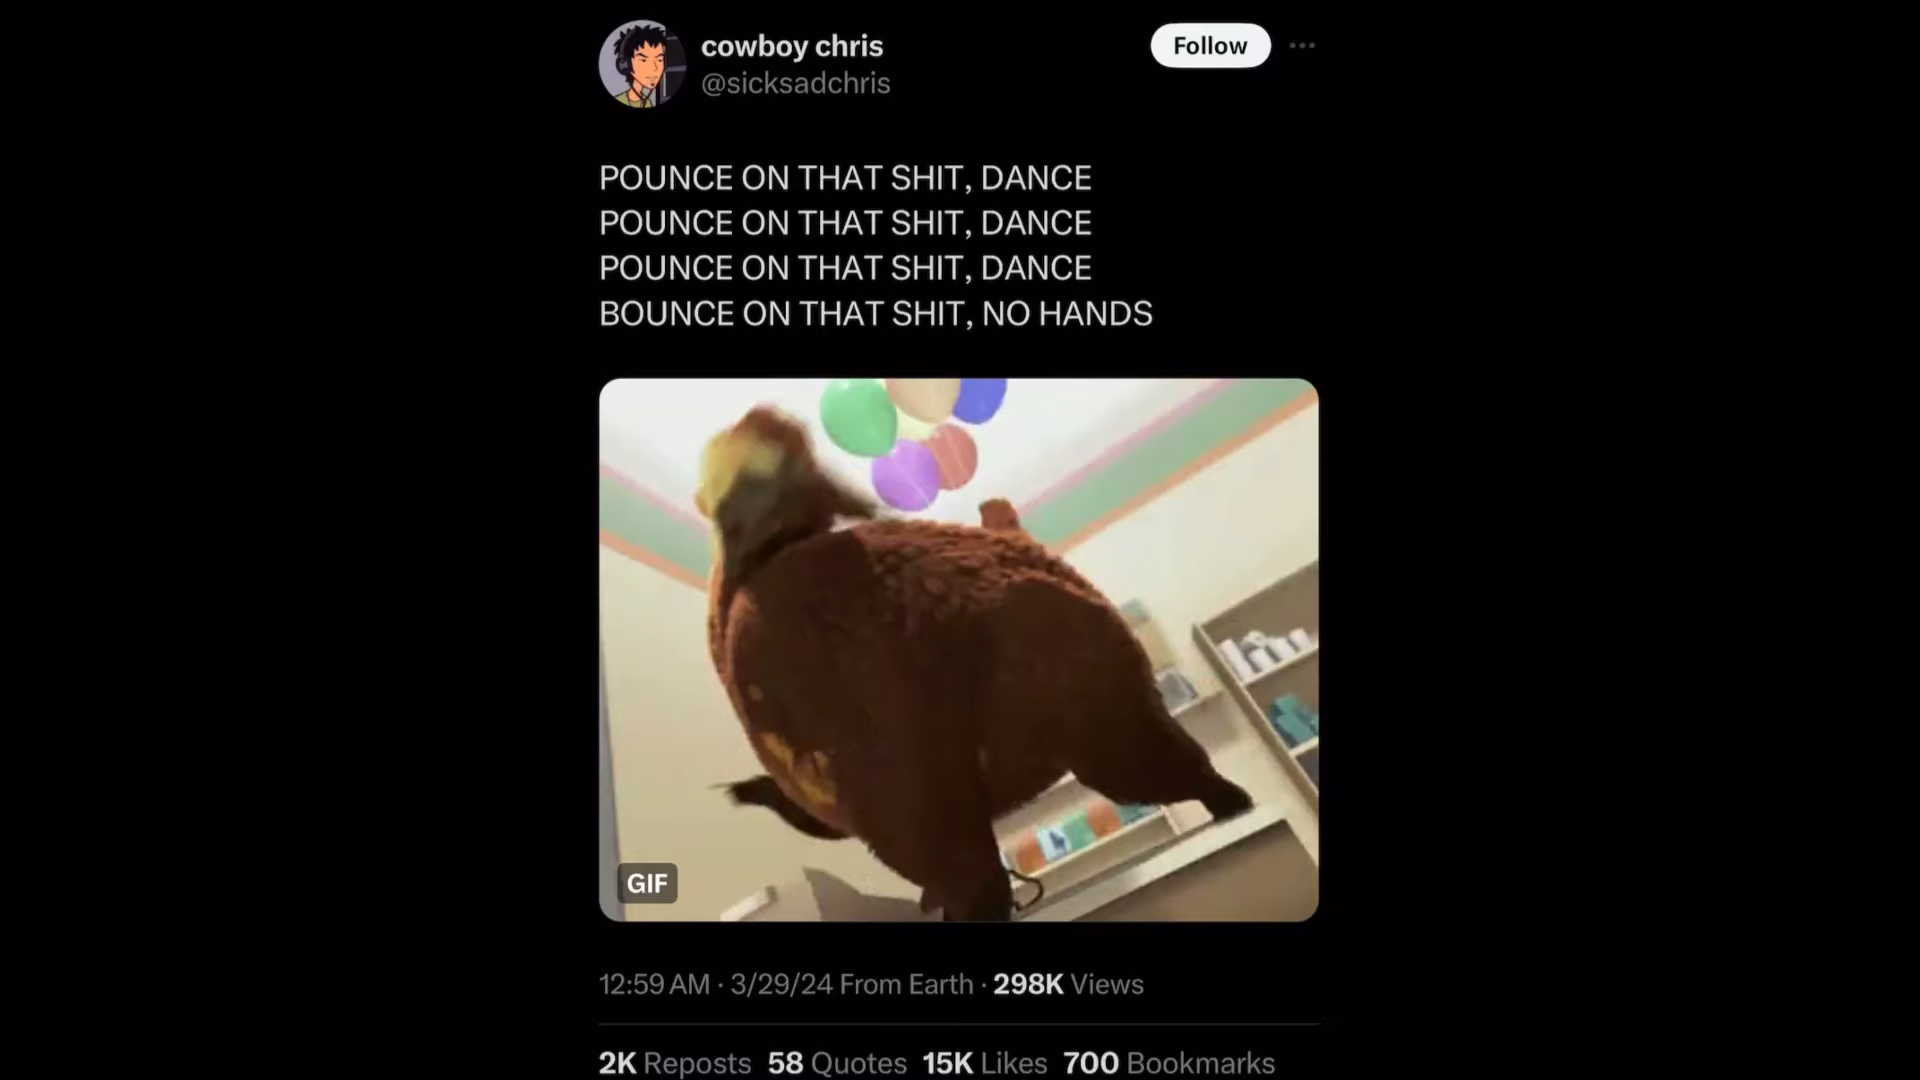 cowboy chris
Follow
@sicksadchris
POUNCE ON THAT SHIT, DANCE
POUNCE ON THAT SHIT, DANCE
POUNCE ON THAT SHIT, DANCE
BOUNCE ON THAT SHIT, NO HANDS
GIF
12:59 AM · 3/29/24 From Earth · 298K Views
2K Reposts 58 Quotes 15K Likes 700 Bookmarks